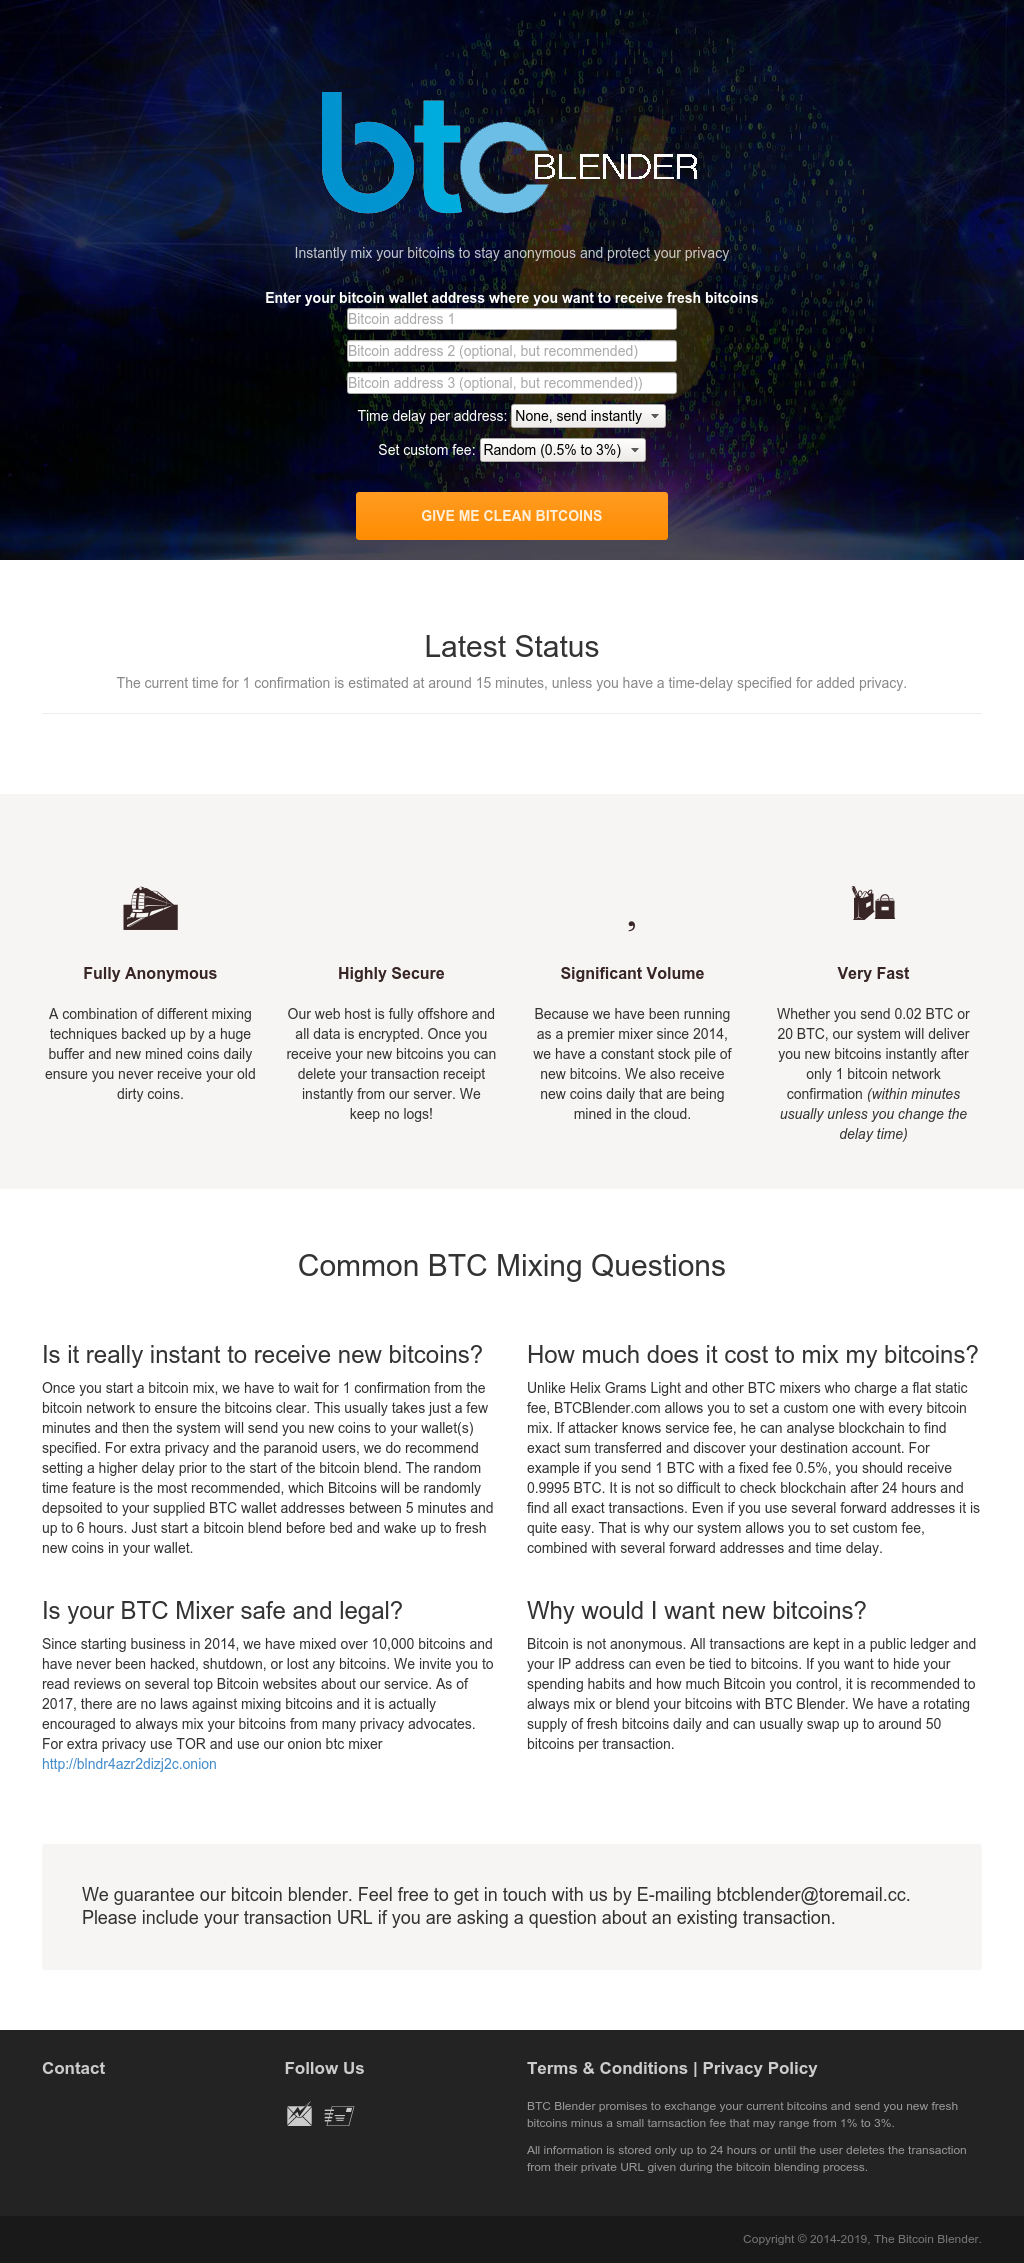 btc BLENDER
Instantly mix your bitcoins to stay anonymous and protect your privacy
Enter your bitcoin wallet address where you want to receive fresh bitcoins
Bitcoin address 1
Bitcoin address 2 (optional, but recommended)
Bitcoin address 3 (optional, but recommended))
Time delay per address: None, send instantly
Set custom fee: Random (0.5% to 3%)
GIVE ME CLEAN BITCOINS
Latest Status
The current time for 1 confirmation is estimated at around 15 minutes, unless you have a time-delay specified for added privacy.
Fully Anonymous
A combination of different mixing
techniques backed up by a huge
buffer and new mined coins daily
ensure you never receive your old
dirty coins.
Highly Secure
Our web host is fully offshore and
all data is encrypted. Once you
receive your new bitcoins you can
delete your transaction receipt
instantly from our server. We
keep no logs!
,
Significant Volume
Because we have been running
as a premier mixer since 2014,
we have a constant stock pile of
new bitcoins. We also receive
new coins daily that are being
mined in the cloud.
Very Fast
Whether you send 0.02 BTC or
20 BTC, our system will deliver
you new bitcoins instantly after
only 1 bitcoin network
confirmation (within minutes
usually unless you change the
delay time)
Common BTC Mixing Questions
Is it really instant to receive new bitcoins?
Once you start a bitcoin mix, we have to wait for 1 confirmation from the
bitcoin network to ensure the bitcoins clear. This usually takes just a few
minutes and then the system will send you new coins to your wallet(s)
specified. For extra privacy and the paranoid users, we do recommend
setting a higher delay prior to the start of the bitcoin blend. The random
time feature is the most recommended, which Bitcoins will be randomly
depsoited to your supplied BTC wallet addresses between 5 minutes and
up to 6 hours. Just start a bitcoin blend before bed and wake up to fresh
new coins in your wallet.
How much does it cost to mix my bitcoins?
Unlike Helix Grams Light and other BTC mixers who charge a flat static
fee, BTCBlender.com allows you to set a custom one with every bitcoin
mix. If attacker knows service fee, he can analyse blockchain to find
exact sum transferred and discover your destination account. For
example if you send 1 BTC with a fixed fee 0.5%, you should receive
0.9995 BTC. It is not so difficult to check blockchain after 24 hours and
find all exact transactions. Even if you use several forward addresses it is
quite easy. That is why our system allows you to set custom fee,
combined with several forward addresses and time delay.
Is your BTC Mixer safe and legal?
Since starting business in 2014, we have mixed over 10,000 bitcoins and
have never been hacked, shutdown, or lost any bitcoins. We invite you to
read reviews on several top Bitcoin websites about our service. As of
2017, there are no laws against mixing bitcoins and it is actually
encouraged to always mix your bitcoins from many privacy advocates.
For extra privacy use TOR and use our onion btc mixer
http://blndr4azr2dizj2c.onion
Why would I want new bitcoins?
Bitcoin is not anonymous. All transactions are kept in a public ledger and
your IP address can even be tied to bitcoins. If you want to hide your
spending habits and how much Bitcoin you control, it is recommended to
always mix or blend your bitcoins with BTC Blender. We have a rotating
supply of fresh bitcoins daily and can usually swap up to around 50
bitcoins per transaction.
We guarantee our bitcoin blender. Feel free to get in touch with us by E-mailing btcblender@toremail.cc.
Please include your transaction URL if you are asking a question about an existing transaction.
Contact
Follow Us
Terms & Conditions | Privacy Policy
BTC Blender promises to exchange your current bitcoins and send you new fresh
bitcoins minus a small tarnsaction fee that may range from 1% to 3%.
All information is stored only up to 24 hours or until the user deletes the transaction
from their private URL given during the bitcoin blending process.
Copyright © 2014-2019, The Bitcoin Blender.